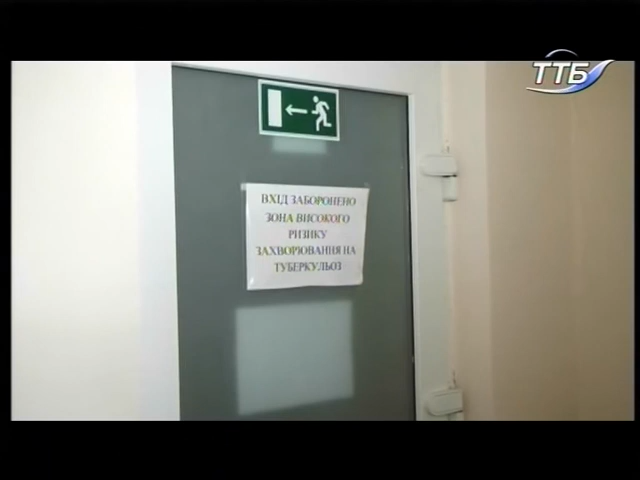 ТТБ
ВХІД ЗАБОРОНЕНО
ЗОНА ВИСОКОГО
РИЗИКУ
ЗАХВОРЮВАННЯ НА
ТУБЕРКУЛЬОЗ